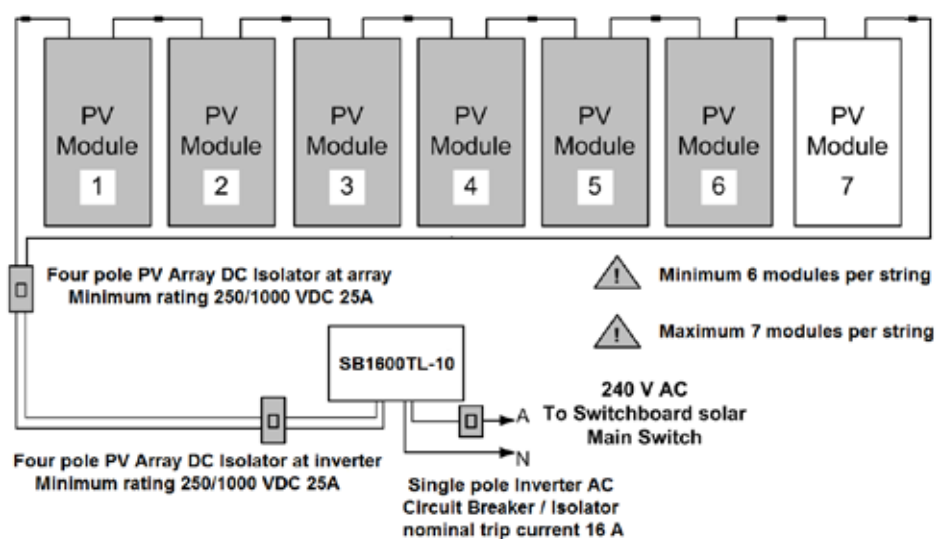 PV
Module
1
PV
Module
2
PV
Module
3
PV
Module
4
PV
Module
5
PV
Module
6
PV
Module
7
Four pole PV Array DC Isolator at array
Minimum rating 250/1000 VDC 25A
! Minimum 6 modules per string
! Maximum 7 modules per string
SB1600TL-10
240 V AC
To Switchboard solar
Main Switch
A
N
Four pole PV Array DC Isolator at inverter
Minimum rating 250/1000 VDC 25A
Single pole Inverter AC
Circuit Breaker / Isolator
nominal trip current 16 A